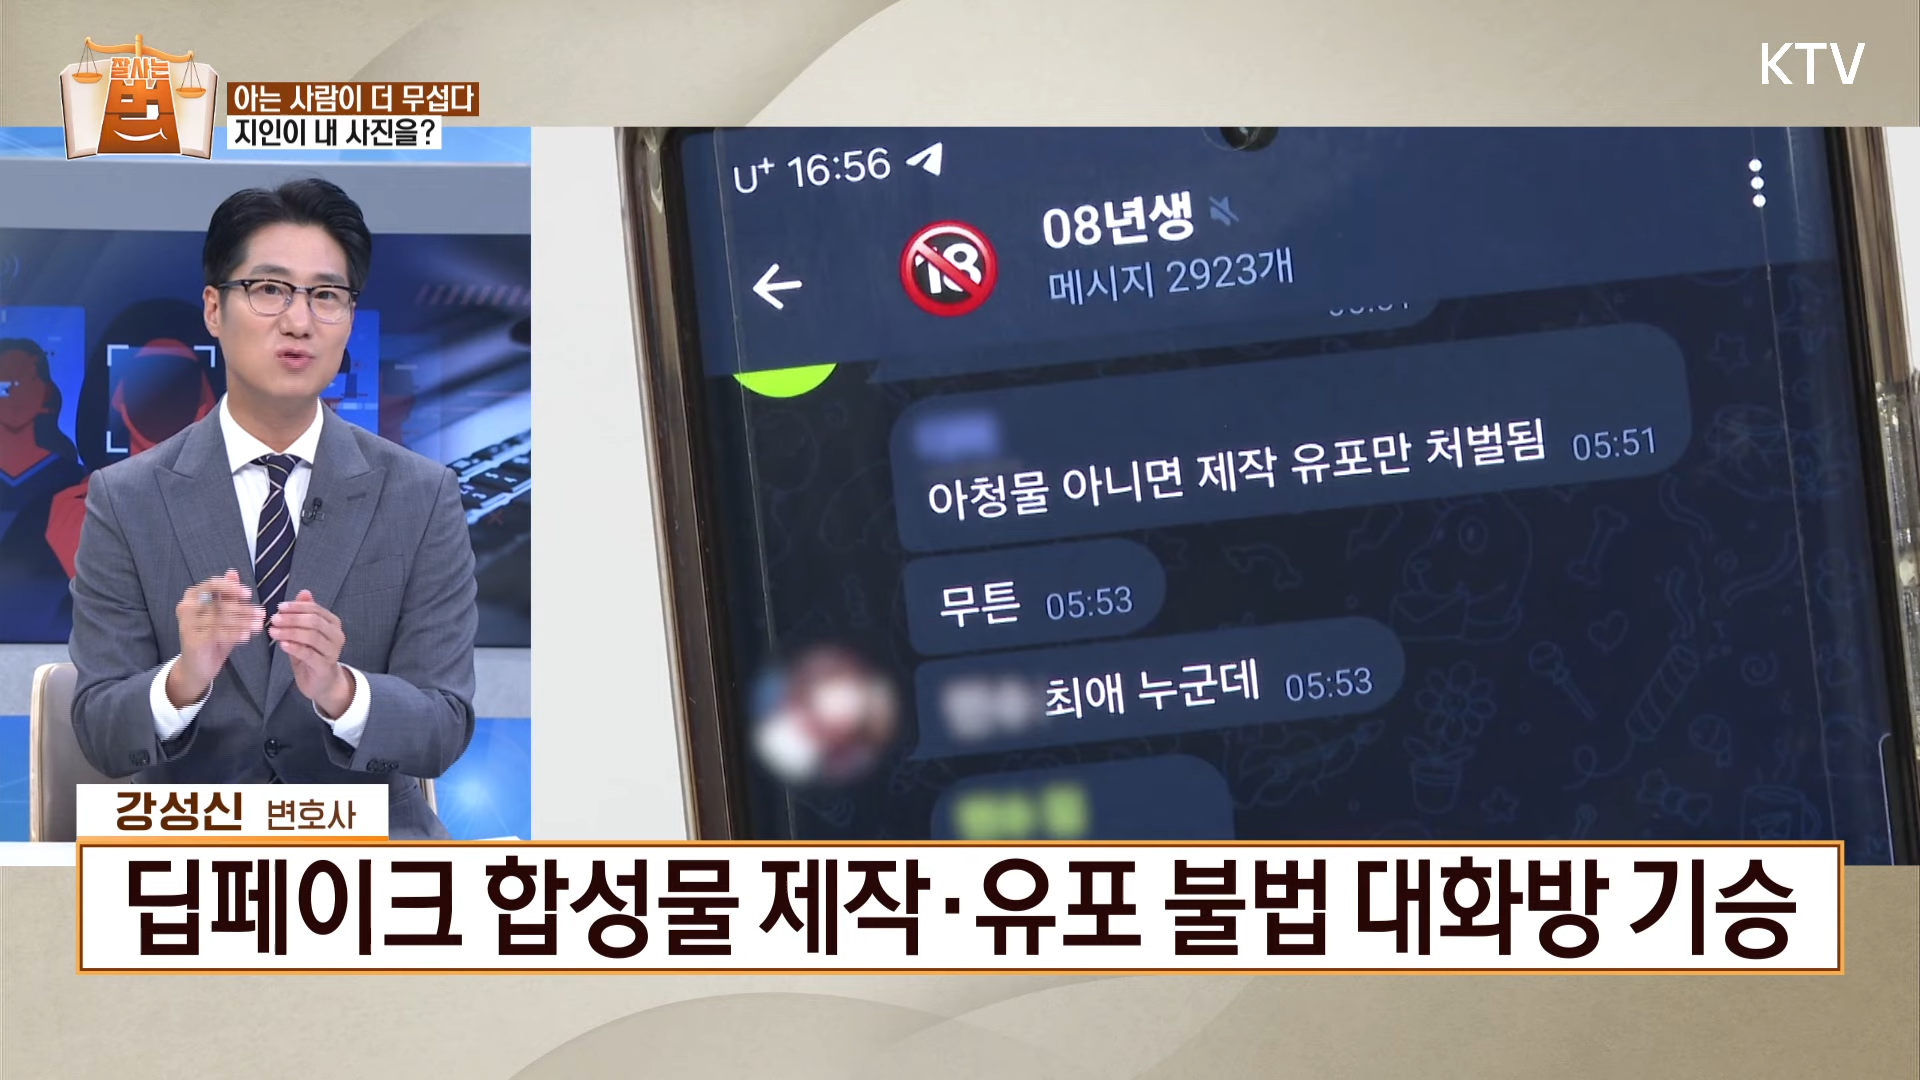 KTV
잘사는
법
아는 사람이 더 무섭다
지인이 내 사진을?
U+ 16:56
08년생
메시지 2923개
아청물 아니면 제작 유포만 처벌됨 05:51
무튼 05:53
최애 누군데 05:53
강성신 변호사
딥페이크 합성물 제작·유포 불법 대화방 기승